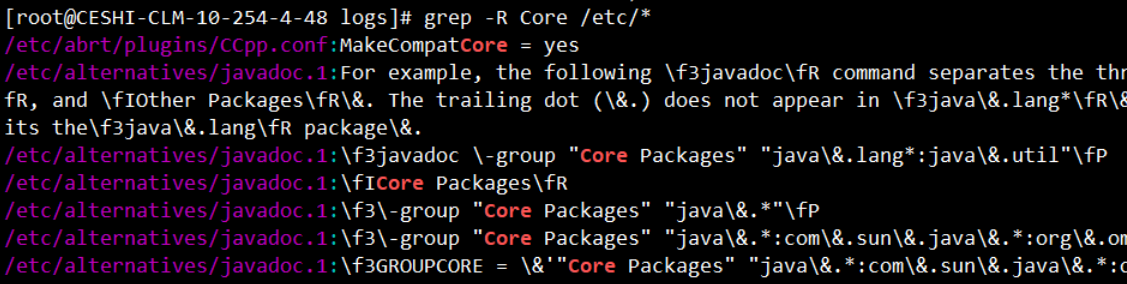 [root@CESHI-CLM-10-254-4-48 logs]# grep -R Core /etc/*
/etc/abrt/plugins/CCpp.conf:MakeCompatCore = yes
/etc/alternatives/javadoc.1:For example, the following \f3javadoc\fR command separates the thr
fR, and \fIOther Packages\fR\&. The trailing dot (\&.) does not appear in \f3java\&.lang*\fR\&
its the\f3java\&.lang\fR package\&.
/etc/alternatives/javadoc.1:\f3javadoc \-group "Core Packages" "java\&.lang*:java\&.util"\fP
/etc/alternatives/javadoc.1:\fICore Packages\fR
/etc/alternatives/javadoc.1:\f3\-group "Core Packages" "java\&.*"\fP
/etc/alternatives/javadoc.1:\f3\-group "Core Packages" "java\&.*:com\&.sun\&.java\&.*:org\&.om
/etc/alternatives/javadoc.1:\f3GROUPCORE = \&'"Core Packages" "java\&.*:com\&.sun\&.java\&.*: